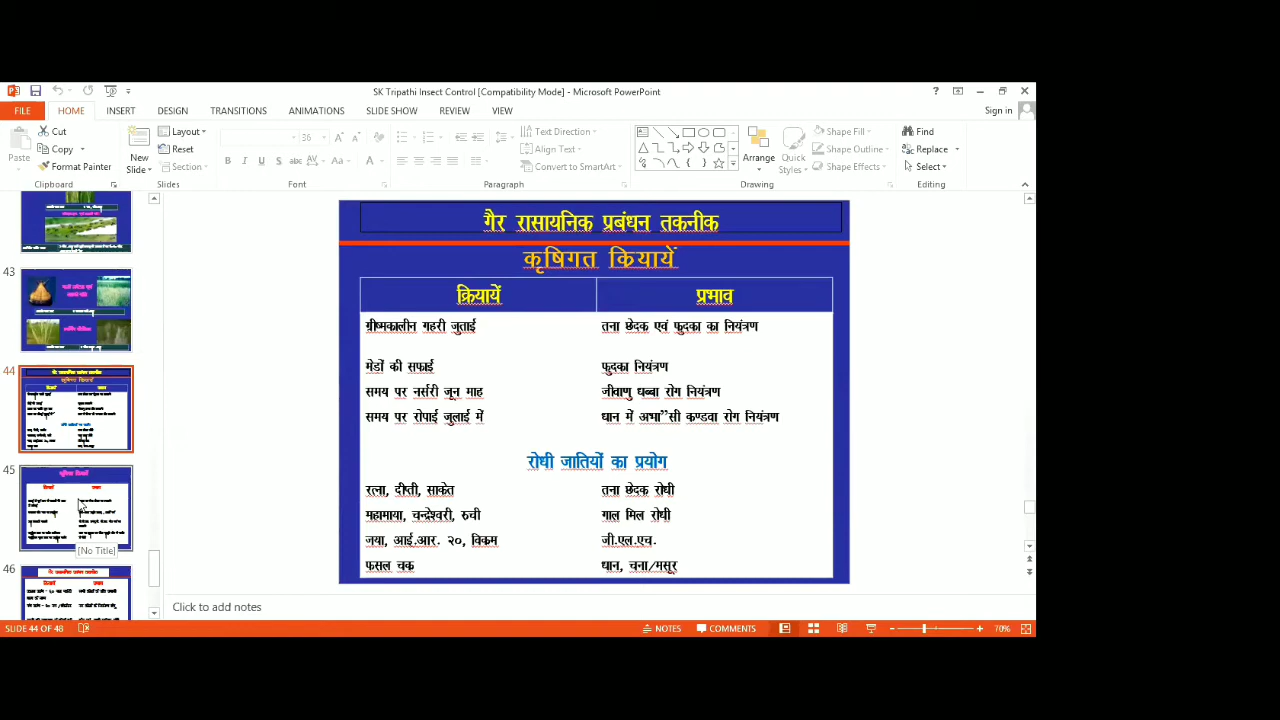 SK Tripathi Insect Control [Compatibility Mode] - Microsoft PowerPoint
Sign in
FILE HOME INSERT DESIGN TRANSITIONS ANIMATIONS SLIDE SHOW REVIEW VIEW
Paste
Cut
Copy
Format Painter
Clipboard
New Slide
Layout
Reset
Section
Slides
36
B I U S abc AV Aa A
Font
Text Direction
Align Text
Convert to SmartArt
Paragraph
Arrange
Quick Styles
Shape Fill
Shape Outline
Shape Effects
Drawing
Find
Replace
Select
Editing
43
44
45
[No Title]
46
गैर रासायनिक प्रबंधन तकनीक
कृषिगत कियायें
क्रियायें प्रभाव
ग्रीष्मकालीन गहरी जुताई तना छेदक एवं फुदका का नियंत्रण
मेडों की सफाई फुदका नियंत्रण
समय पर नर्सरी जून माह जीवाणु धब्बा रोग नियंत्रण
समय पर रोपाई जुलाई में धान में अभा”सी कण्डवा रोग नियंत्रण
रोधी जातियों का प्रयोग
रत्ना, दीप्ती, साकेत तना छेदक रोधी
महामाया, चन्देश्वरी, रुची गाल मिल रोधी
जया, आई.आर. २०, विकम जी.एल.एच.
फसल चक धान, चना/मसूर
Click to add notes
SLIDE 44 OF 48 NOTES COMMENTS 70%